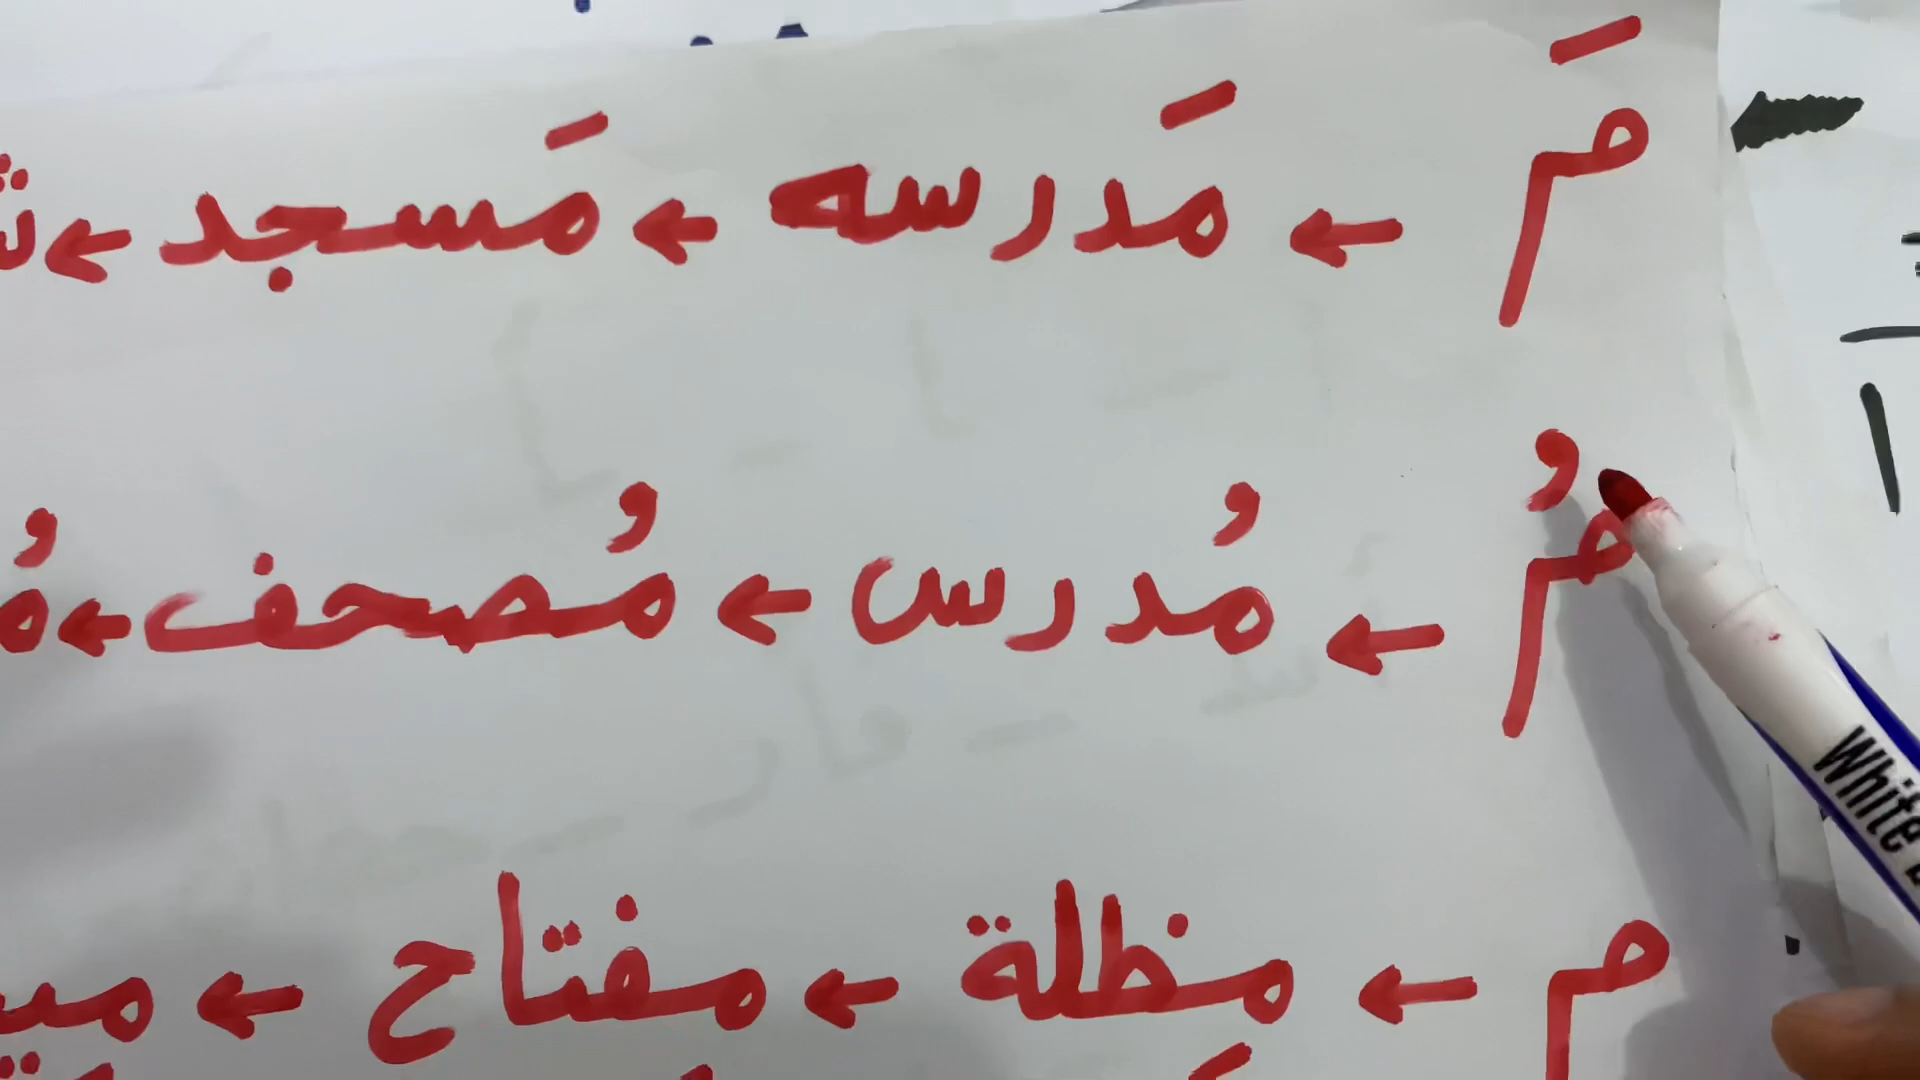 مَ ← مَدرسه ← مَسجد ←
مُ ← مُدرس ← مُصحف ←
م ← مِظلة ← مِفتاح ←
White